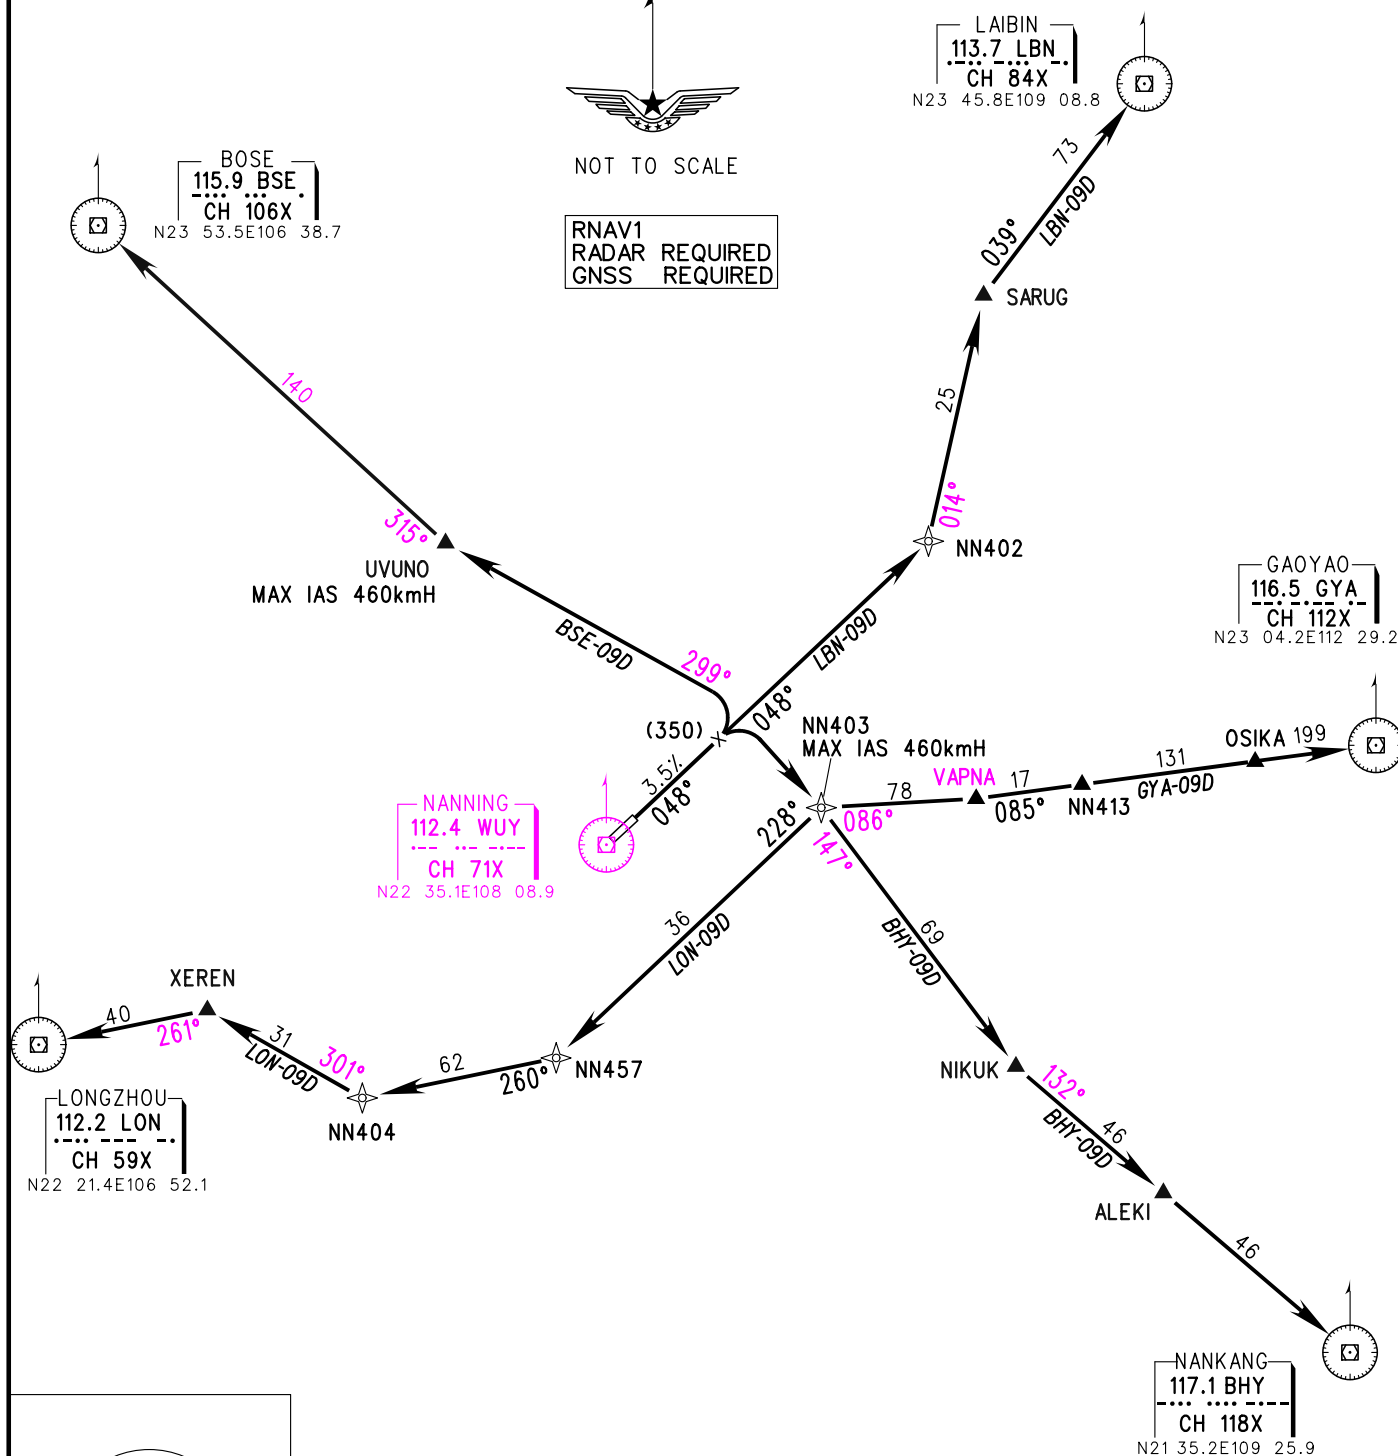 LAIBIN
113.7 LBN
CH 84X
N23 45.8E109 08.8
NOT TO SCALE
BOSE
115.9 BSE
CH 106X
N23 53.5E106 38.7
RNAV1
RADAR REQUIRED
GNSS REQUIRED
73
LBN-09D
039°
SARUG
140
25
014°
315°
UVUNO
MAX IAS 460kmH
NN402
GAOYAO
116.5 GYA
CH 112X
N23 04.2E112 29.2
BSE-09D
299°
LBN-09D
048°
(350)
NN403
MAX IAS 460kmH
3.5%
048°
VAPNA
78
17
131
OSIKA 199
086°
085°
NN413
GYA-09D
NANNING
112.4 WUY
CH 71X
N22 35.1E108 08.9
228°
147°
36
LON-09D
69
BHY-09D
XEREN
40
261°
31
LON-09D
301°
62
260°
NN457
NN404
NIKUK
132°
46
BHY-09D
LONGZHOU
112.2 LON
CH 59X
N22 21.4E106 52.1
ALEKI
46
NANKANG
117.1 BHY
CH 118X
N21 35.2E109 25.9